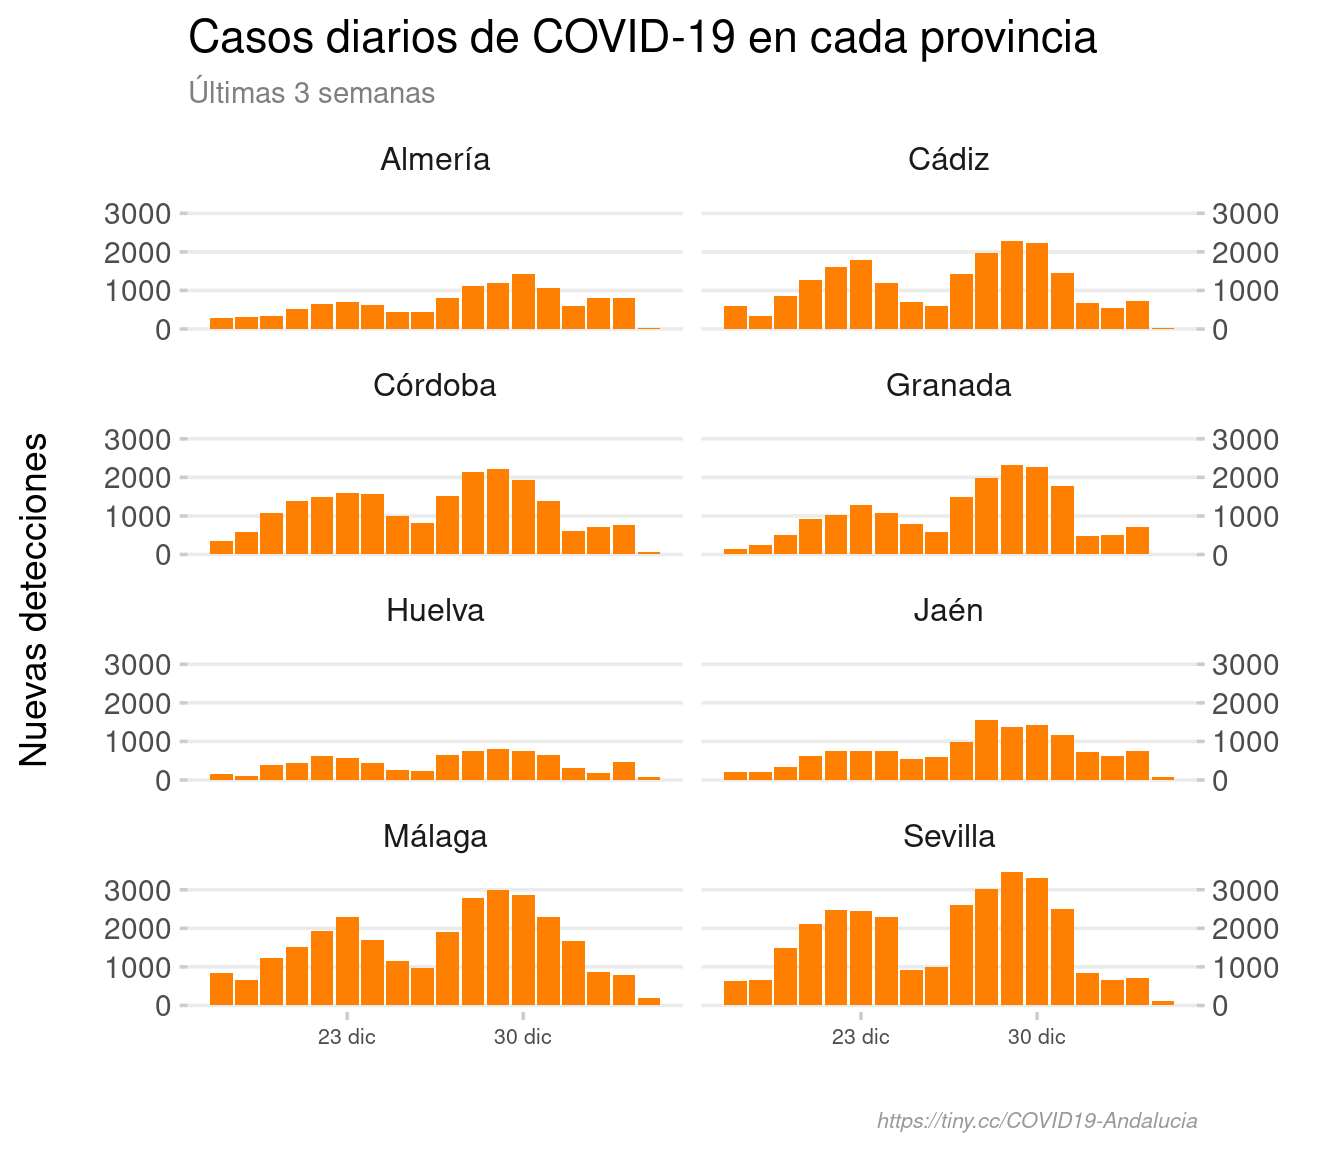 Casos diarios de COVID-19 en cada provincia
Últimas 3 semanas
Nuevas detecciones
Almería
Cádiz
3000
2000
1000
0
3000
2000
1000
0
Córdoba
Granada
3000
2000
1000
0
3000
2000
1000
0
Huelva
Jaén
3000
2000
1000
0
3000
2000
1000
0
Málaga
Sevilla
3000
2000
1000
0
3000
2000
1000
0
23 dic
30 dic
23 dic
30 dic
https://tiny.cc/COVID19-Andalucia